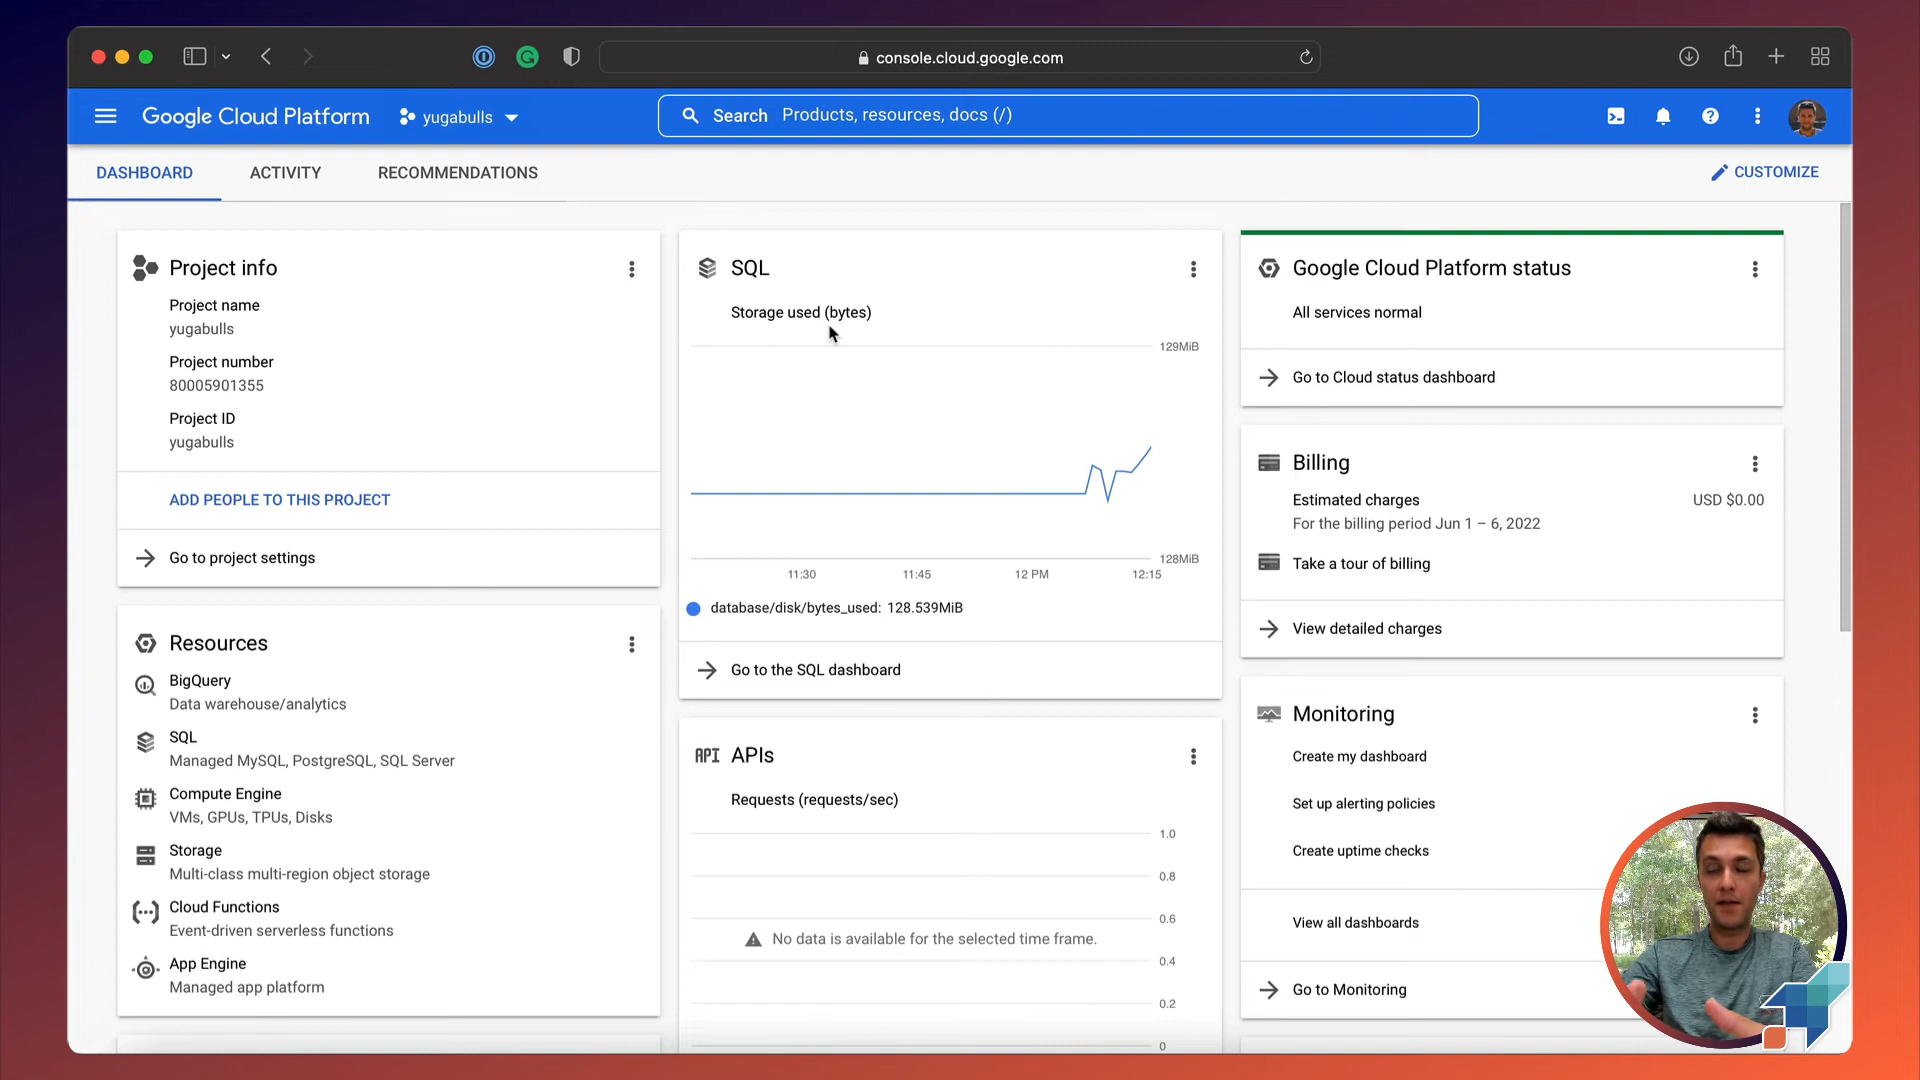 console.cloud.google.com
Google Cloud Platform
yugabulls
Search Products, resources, docs (/)
DASHBOARD
ACTIVITY
RECOMMENDATIONS
CUSTOMIZE
Project info
Project name
yugabulls
Project number
80005901355
Project ID
yugabulls
ADD PEOPLE TO THIS PROJECT
Go to project settings
Resources
BigQuery
Data warehouse/analytics
SQL
Managed MySQL, PostgreSQL, SQL Server
Compute Engine
VMs, GPUs, TPUs, Disks
Storage
Multi-class multi-region object storage
Cloud Functions
Event-driven serverless functions
App Engine
Managed app platform
SQL
Storage used (bytes)
129MiB
128MiB
11:30
11:45
12 PM
12:15
database/disk/bytes_used: 128.539MiB
Go to the SQL dashboard
API APIs
Requests (requests/sec)
1.0
0.8
0.6
No data is available for the selected time frame.
0.4
0.2
0
Google Cloud Platform status
All services normal
Go to Cloud status dashboard
Billing
Estimated charges
USD $0.00
For the billing period Jun 1 – 6, 2022
Take a tour of billing
View detailed charges
Monitoring
Create my dashboard
Set up alerting policies
Create uptime checks
View all dashboards
Go to Monitoring